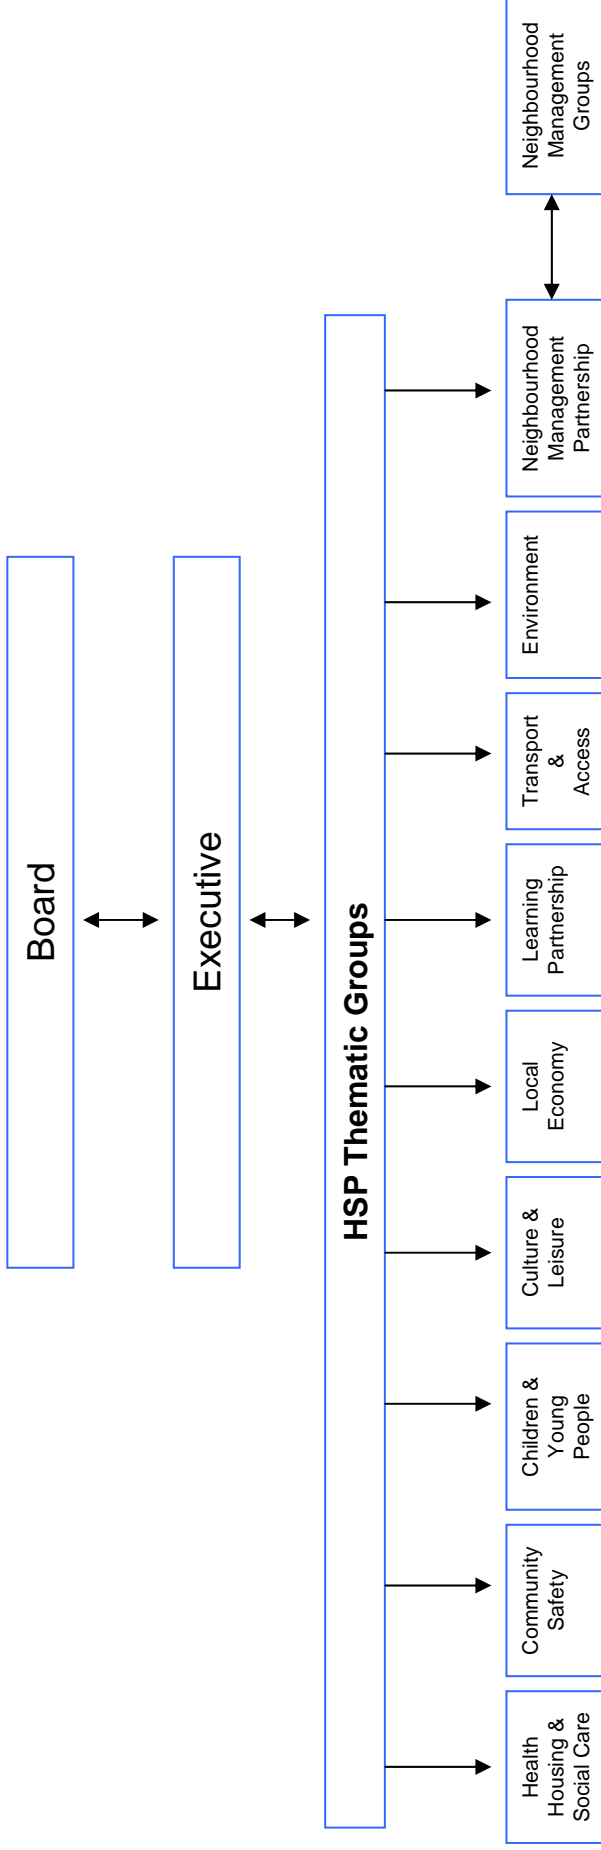 Board
Executive
HSP Thematic Groups
Health
Housing &
Social Care
Community
Safety
Children &
Young
People
Culture &
Leisure
Local
Economy
Learning
Partnership
Transport
&
Access
Environment
Neighbourhood
Management
Partnership
Neighbourhood
Management
Groups